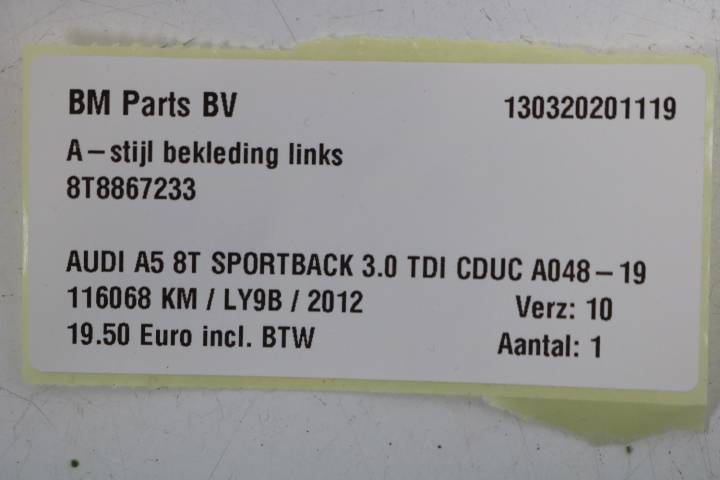 BM Parts BV 130320201119
A-stijl bekleding links
8T8867233
AUDI A5 8T SPORTBACK 3.0 TDI CDUC A048-19
116068 KM / LY9B / 2012 Verz: 10
19.50 Euro incl. BTW Aantal: 1